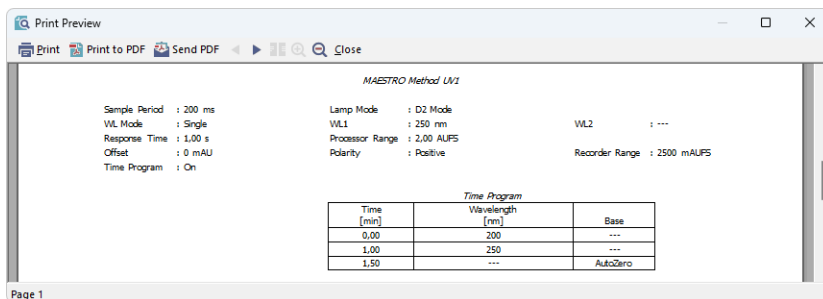 Print Preview
Print Print to PDF Send PDF Close
MAESTRO Method UV1
Sample Period : 200 ms Lamp Mode : D2 Mode
WL Mode : Single WL1 : 250 nm WL2 : ---
Response Time : 1,00 s Processor Range : 2,00 AUFS
Offset : 0 mAU Polarity : Positive Recorder Range : 2500 mAUFS
Time Program : On
Time Program
Time Wavelength
[min] [nm] Base
0,00 200 ---
1,00 250 ---
1,50 --- AutoZero
Page 1